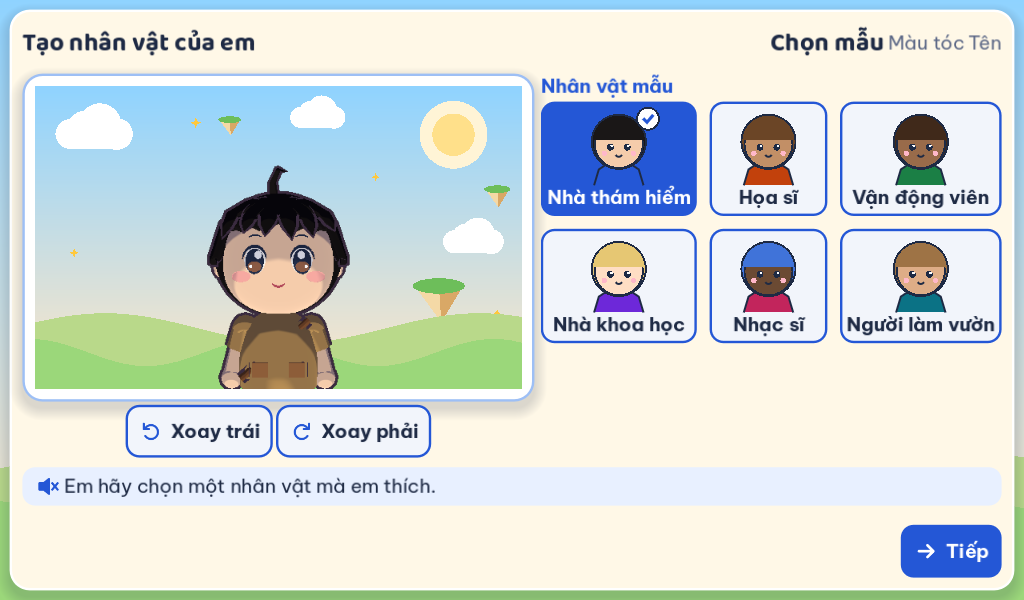 Tạo nhân vật của em
Chọn mẫu Màu tóc Tên
Nhân vật mẫu
Nhà thám hiểm
Họa sĩ
Vận động viên
Nhà khoa học
Nhạc sĩ
Người làm vườn
Xoay trái
Xoay phải
Em hãy chọn một nhân vật mà em thích.
Tiếp